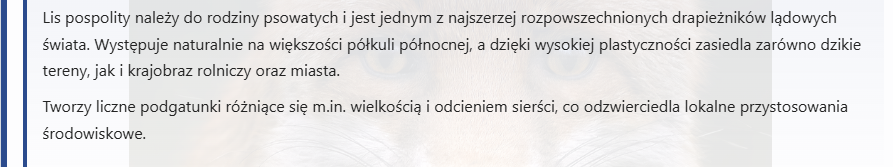 Lis pospolity należy do rodziny psowatych i jest jednym z najszerzej rozpowszechnionych drapieżników lądowych
świata. Występuje naturalnie na większości półkuli północnej, a dzięki wysokiej plastyczności zasiedla zarówno dzikie
tereny, jak i krajobraz rolniczy oraz miasta.
Tworzy liczne podgatunki różniące się m.in. wielkością i odcieniem sierści, co odzwierciedla lokalne przystosowania
środowiskowe.